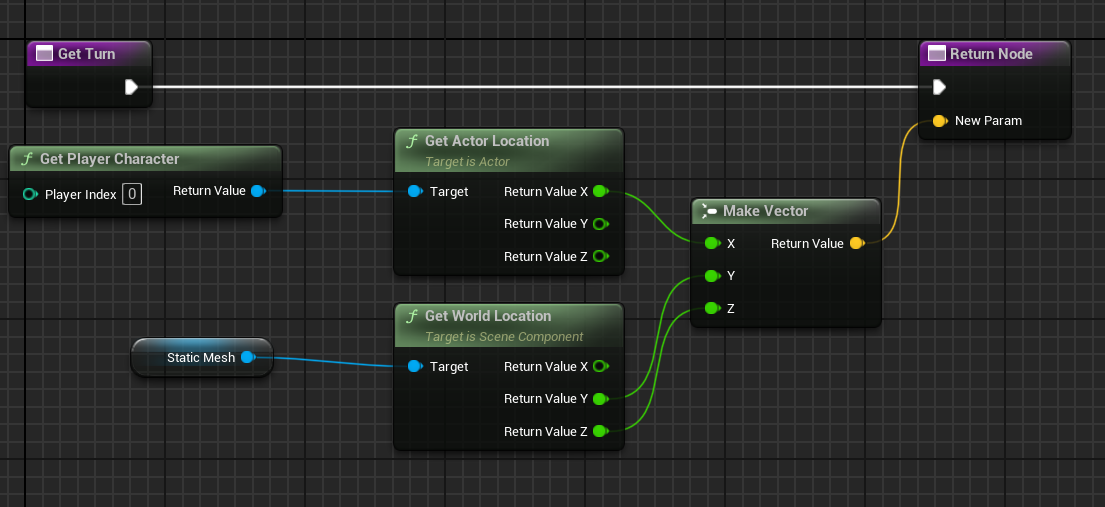 Get Turn
Return Node
New Param
Get Player Character
Player Index 0 Return Value
Get Actor Location
Target is Actor
Target Return Value X
Return Value Y
Return Value Z
Make Vector
X Return Value
Y
Z
Get World Location
Target is Scene Component
Static Mesh
Target Return Value X
Return Value Y
Return Value Z